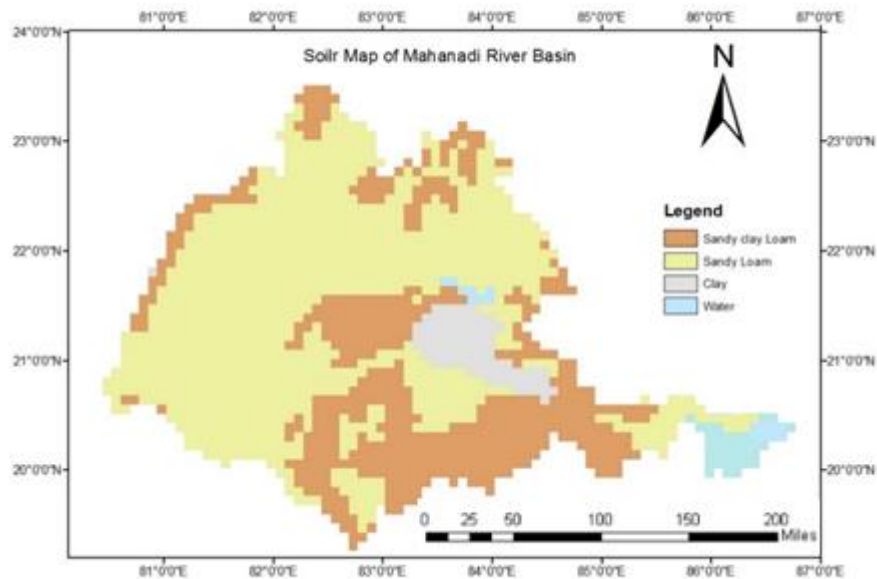 81°0'0"E 82°0'0"E 83°0'0"E 84°0'0"E 85°0'0"E 86°0'0"E 87°0'0"E
24°0'0"N
Soilr Map of Mahanadi River Basin
N
23°0'0"N 23°0'0"N
Legend
Sandy clay Loam
22°0'0"N 22°0'0"N
Sandy Loam
Clay
Water
21°0'0"N 21°0'0"N
20°0'0"N 20°0'0"N
0 25 50 100 150 200
Miles
81°0'0"E 82°0'0"E 83°0'0"E 84°0'0"E 85°0'0"E 86°0'0"E 87°0'0"E